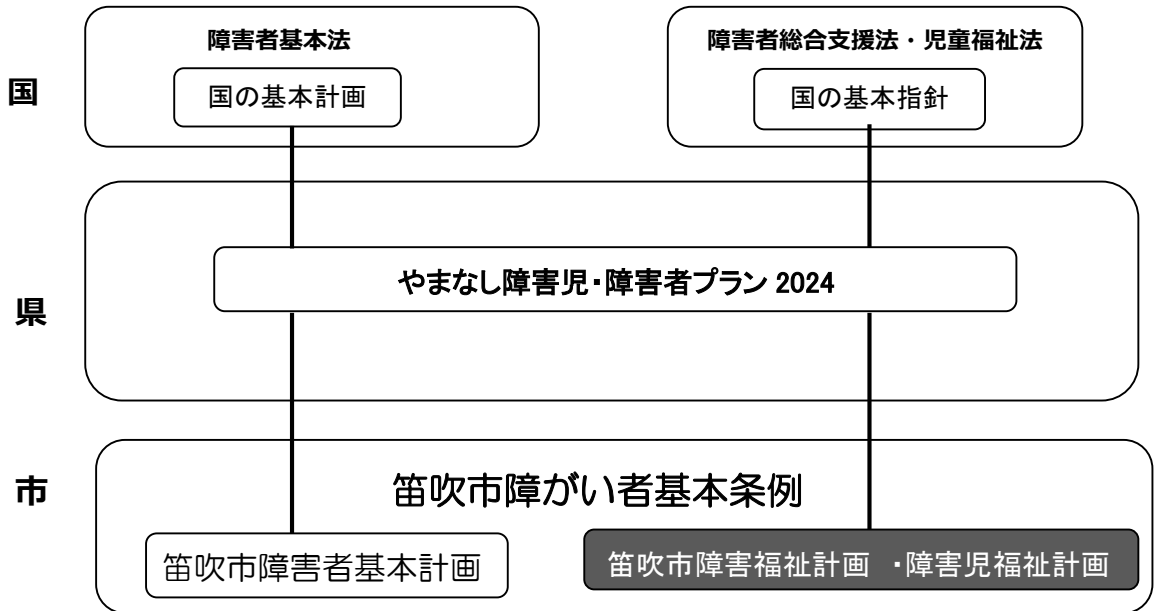 障害者基本法
障害者総合支援法・児童福祉法
国
国の基本計画
国の基本指針
県
やまなし障害児・障害者プラン 2024
市
笛吹市障がい者基本条例
笛吹市障害者基本計画
笛吹市障害福祉計画 ・障害児福祉計画